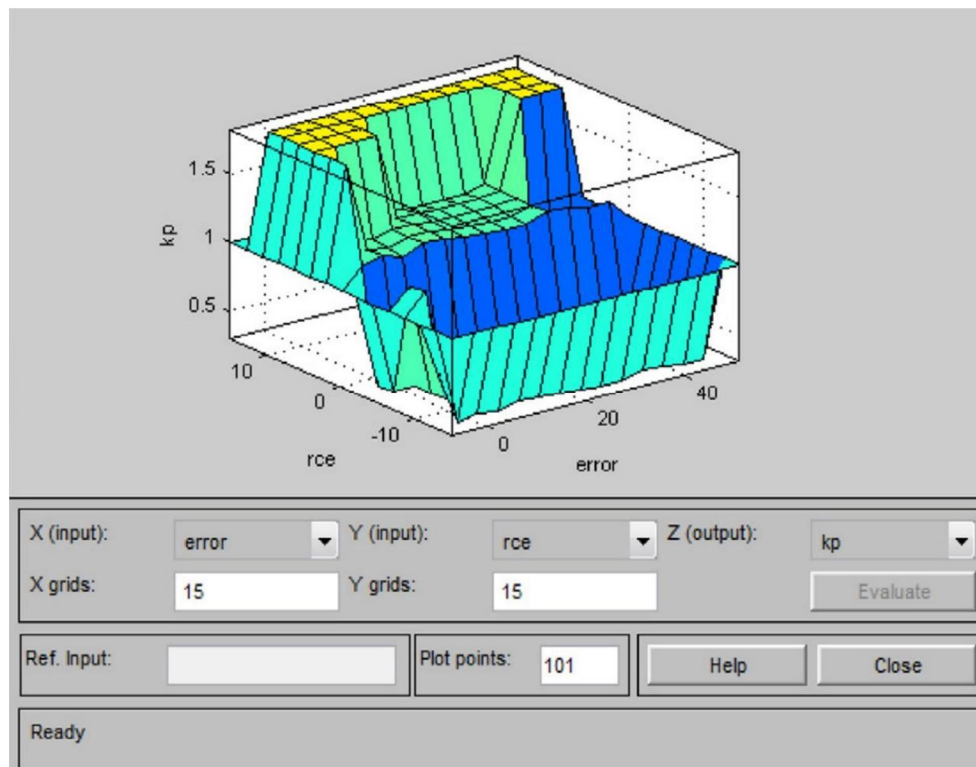 1.5
1
0.5
kp
10
0
-10
rce
0
20
40
error
X (input):
error
Y (input):
rce
Z (output):
kp
X grids:
15
Y grids:
15
Evaluate
Ref. Input:
Plot points:
101
Help
Close
Ready